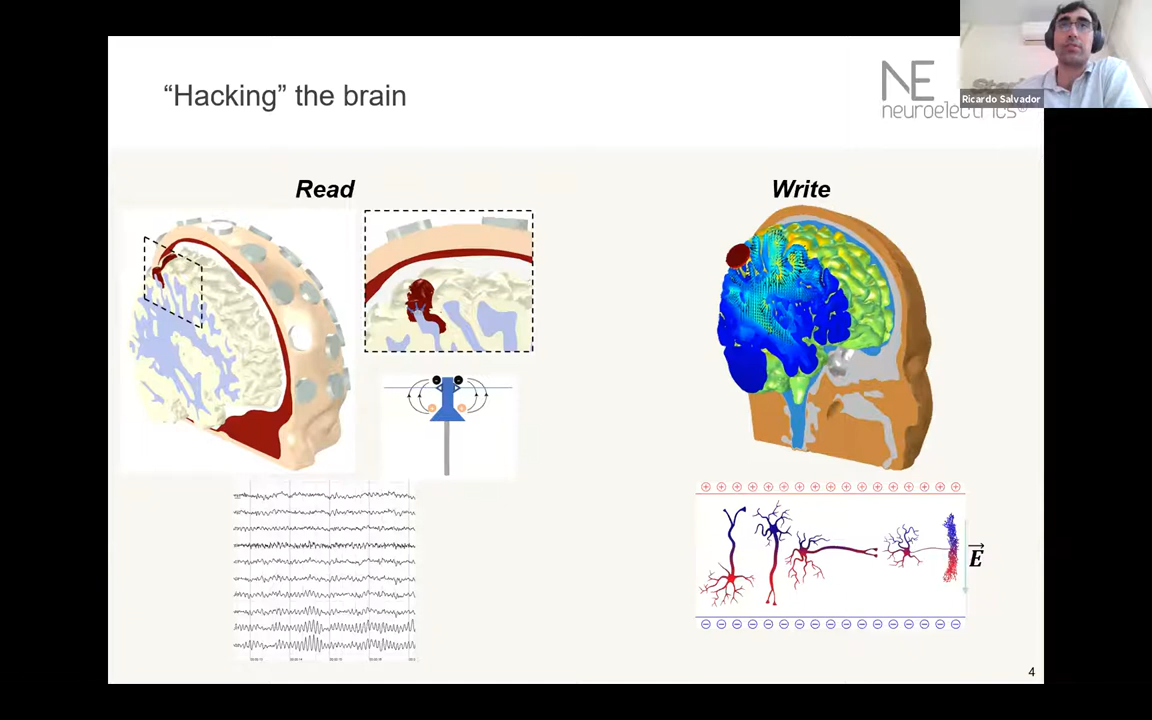 “Hacking” the brain
NE
neuroelectrics®
Ricardo Salvador
Read
Write
E
4